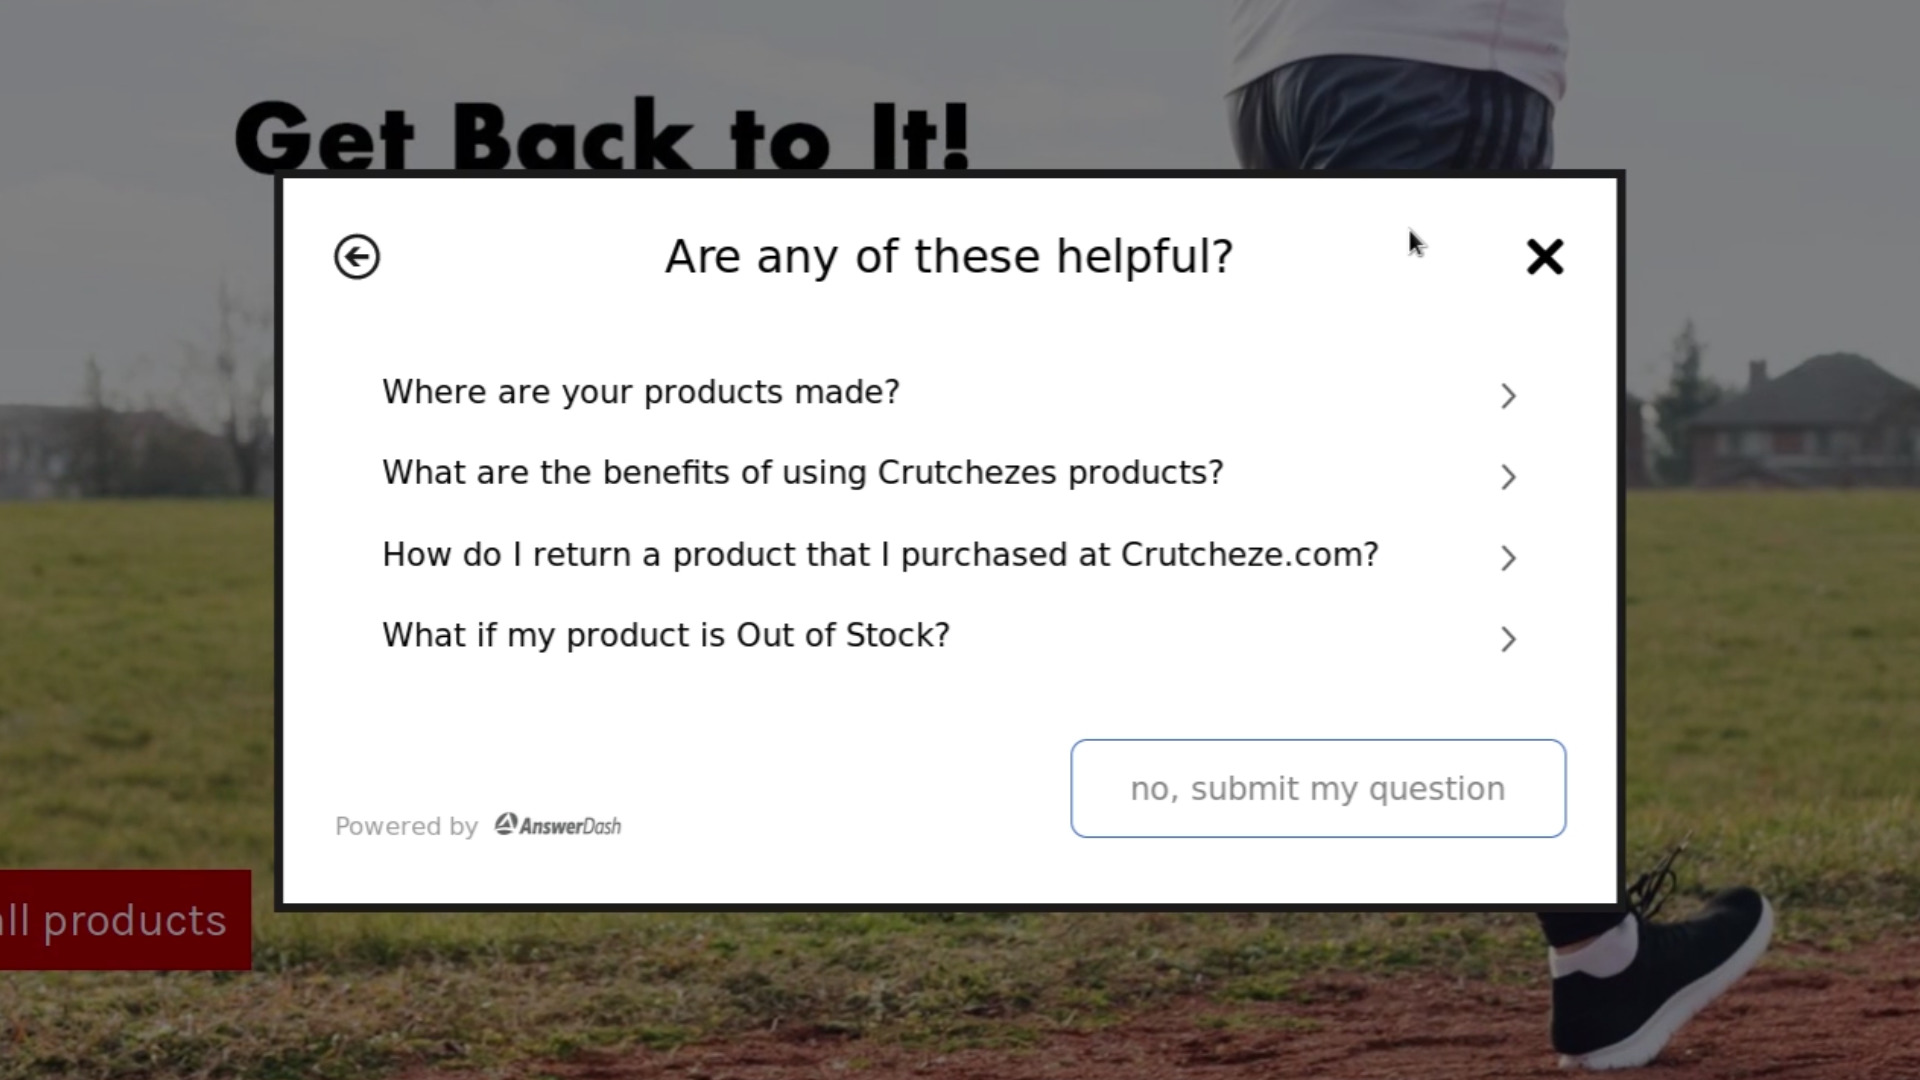 Get Back to It!
Are any of these helpful?
Where are your products made?
What are the benefits of using Crutchezes products?
How do I return a product that I purchased at Crutcheze.com?
What if my product is Out of Stock?
no, submit my question
Powered by AnswerDash
products